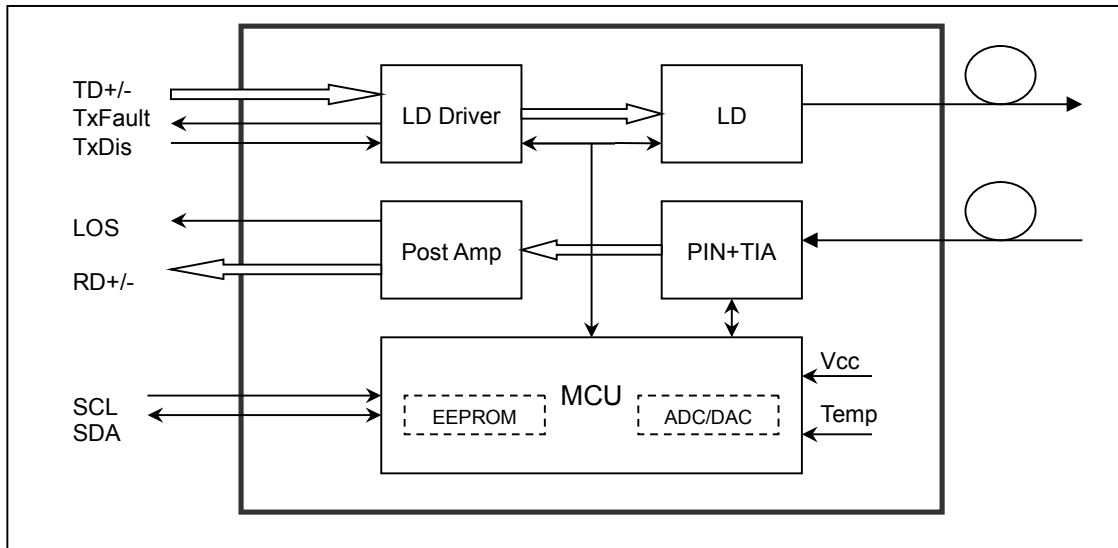 TD+/-
TxFault
TxDis
LD Driver
LD
LOS
RD+/-
Post Amp
PIN+TIA
SCL
SDA
MCU
EEPROM
ADC/DAC
Vcc
Temp